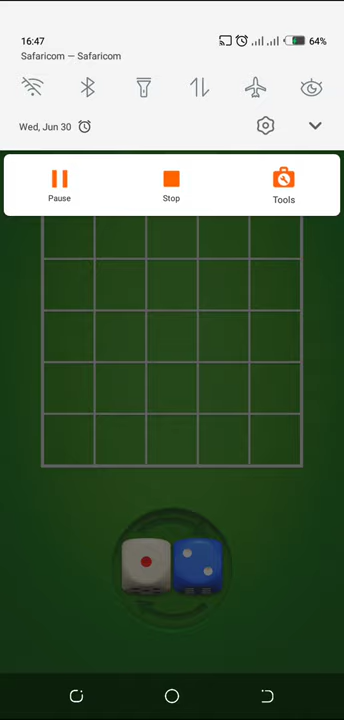 16:47
64%
Safaricom — Safaricom
Wed, Jun 30
Pause
Stop
Tools